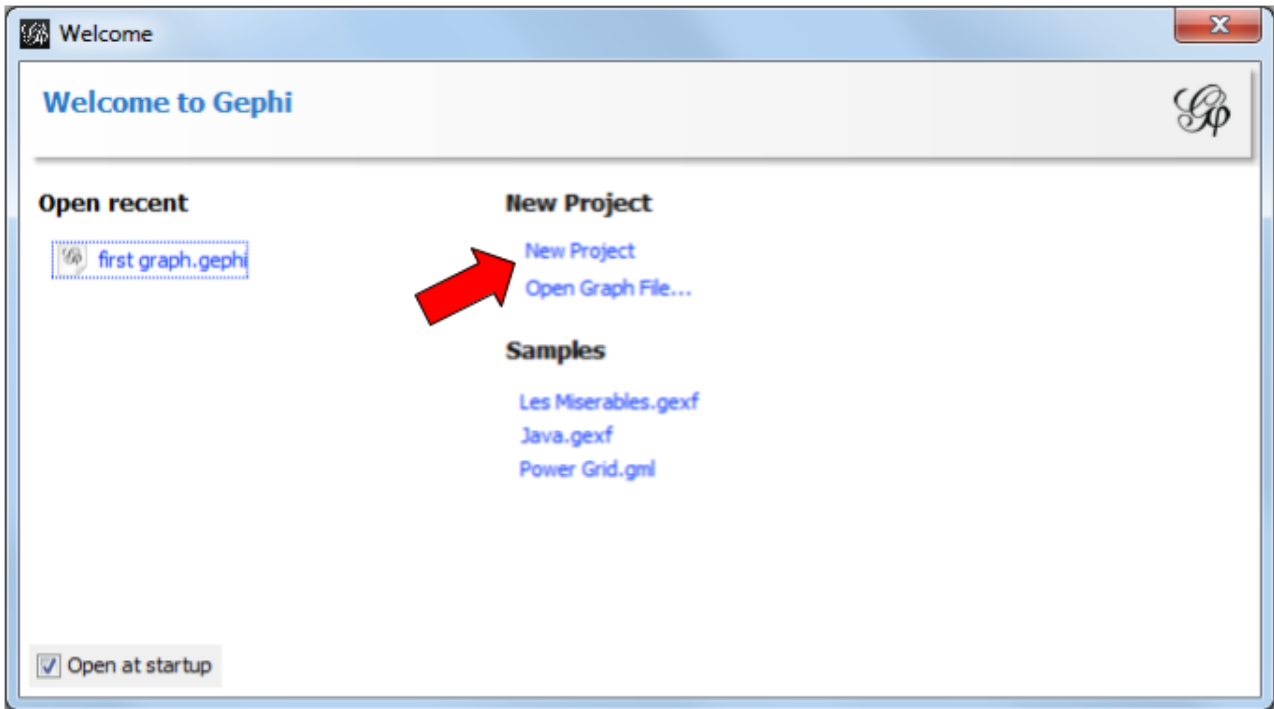 Welcome
Welcome to Gephi
Open recent
first graph.gephi
New Project
New Project
Open Graph File...
Samples
Les Miserables.gexf
Java.gexf
Power Grid.gml
Open at startup